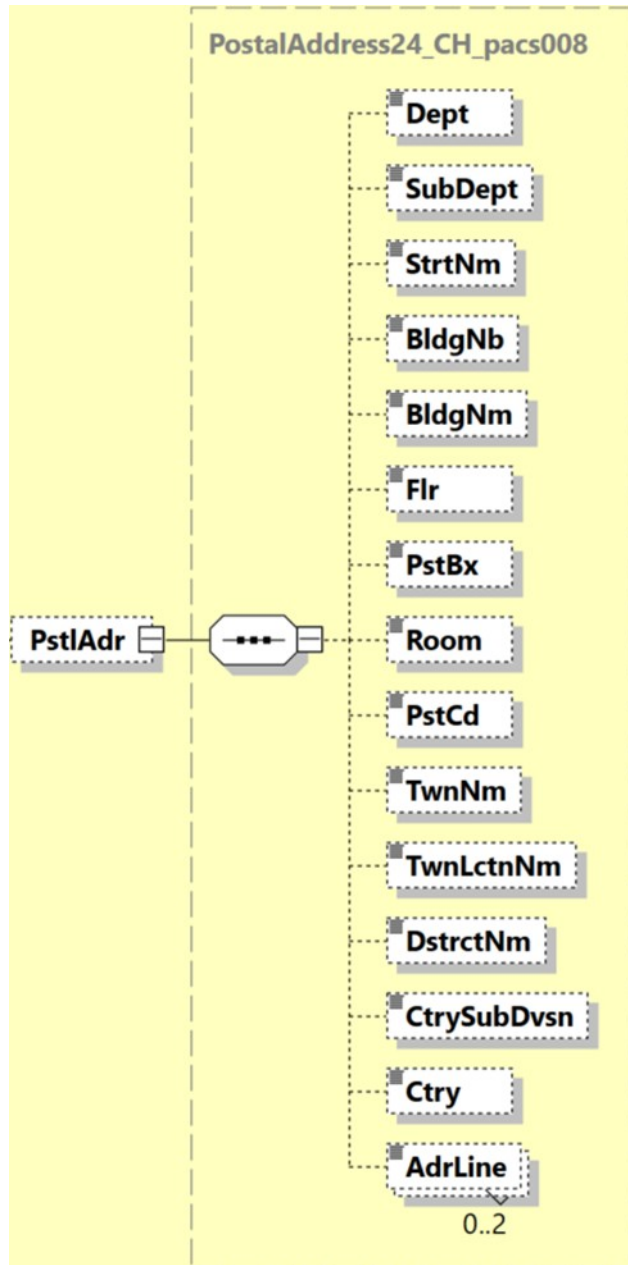 PostalAddress24_CH_pacs008
Dept
SubDept
StrtNm
BldgNb
BldgNm
Flr
PstBx
PstlAdr
Room
PstCd
TwnNm
TwnLctnNm
DstrctNm
CtrySubDvsn
Ctry
AdrLine
0..2